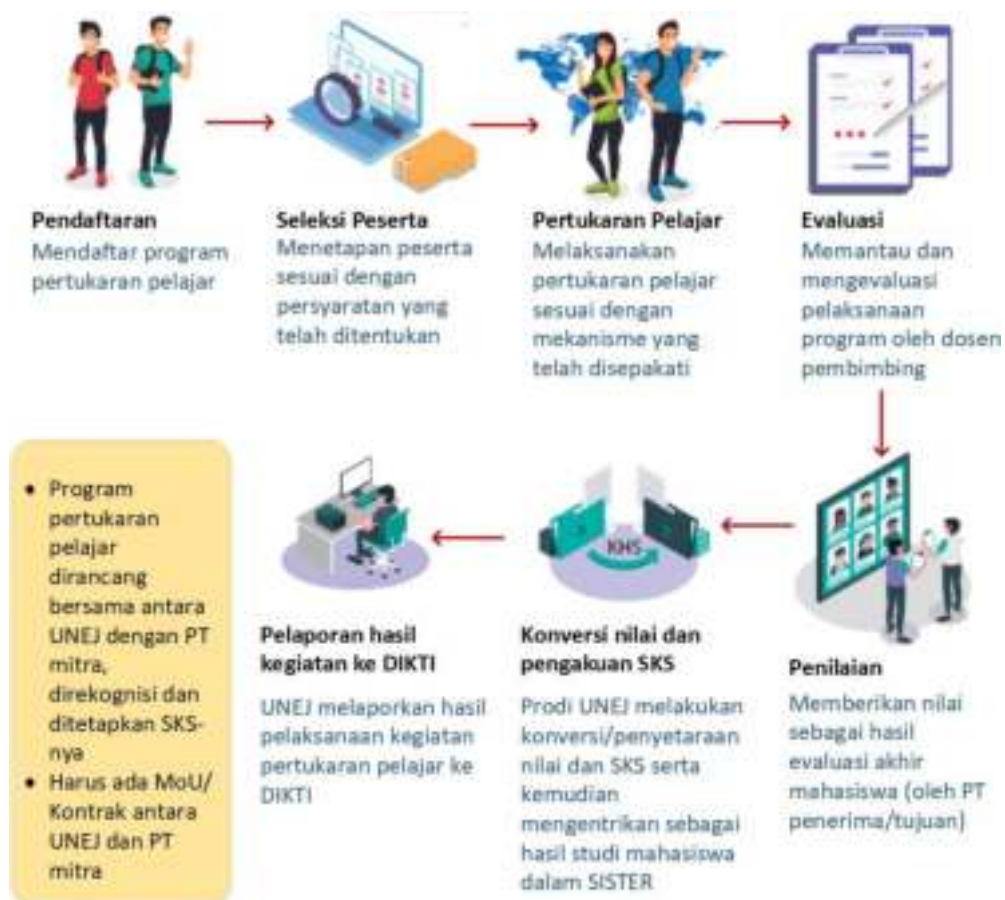 Pendaftaran
Mendaftar program
pertukaran pelajar
Seleksi Peserta
Menetapan peserta
sesuai dengan
persyaratan yang
telah ditentukan
Pertukaran Pelajar
Melaksanakan
pertukaran pelajar
sesuai dengan
mekanisme yang
telah disepakati
Evaluasi
Memantau dan
mengevaluasi
pelaksanaan
program oleh dosen
pembimbing
Penilaian
Memberikan nilai
sebagai hasil
evaluasi akhir
mahasiswa (oleh PT
penerima/tujuan)
KHS
Konversi nilai dan
pengakuan SKS
Prodi UNEJ melakukan
konversi/penyetaraan
nilai dan SKS serta
kemudian
mengentrikan sebagai
hasil studi mahasiswa
dalam SISTER
Pelaporan hasil
kegiatan ke DIKTI
UNEJ melaporkan hasil
pelaksanaan kegiatan
pertukaran pelajar ke
DIKTI
• Program
pertukaran
pelajar
dirancang
bersama antara
UNEJ dengan PT
mitra,
direkognisi dan
ditetapkan SKS-
nya
• Harus ada MoU/
Kontrak antara
UNEJ dan PT
mitra